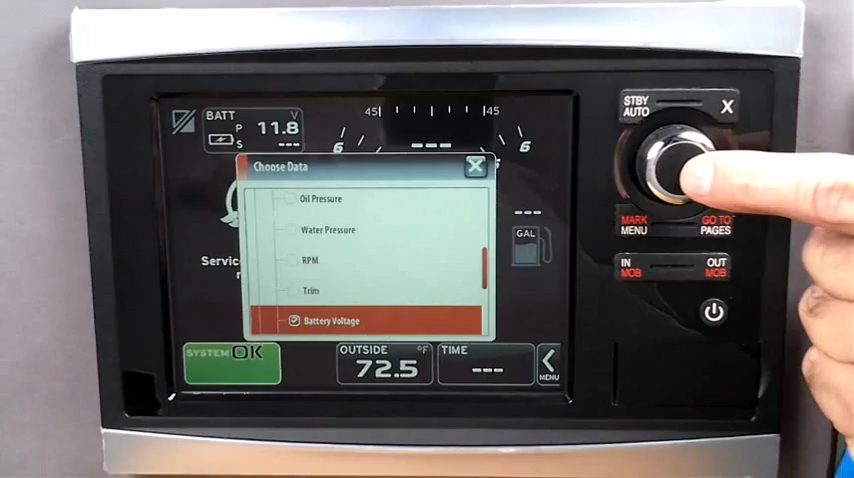 BATT
V
P 11.8
S ---
45 45
6 6
---
Choose Data
X
Oil Pressure
Water Pressure
RPM
Trim
Battery Voltage
Servic
---
GAL
SYSTEM OK
OUTSIDE °F
72.5
TIME
---
MENU
STBY
AUTO
X
MARK
MENU
GO TO
PAGES
IN
MOB
OUT
MOB